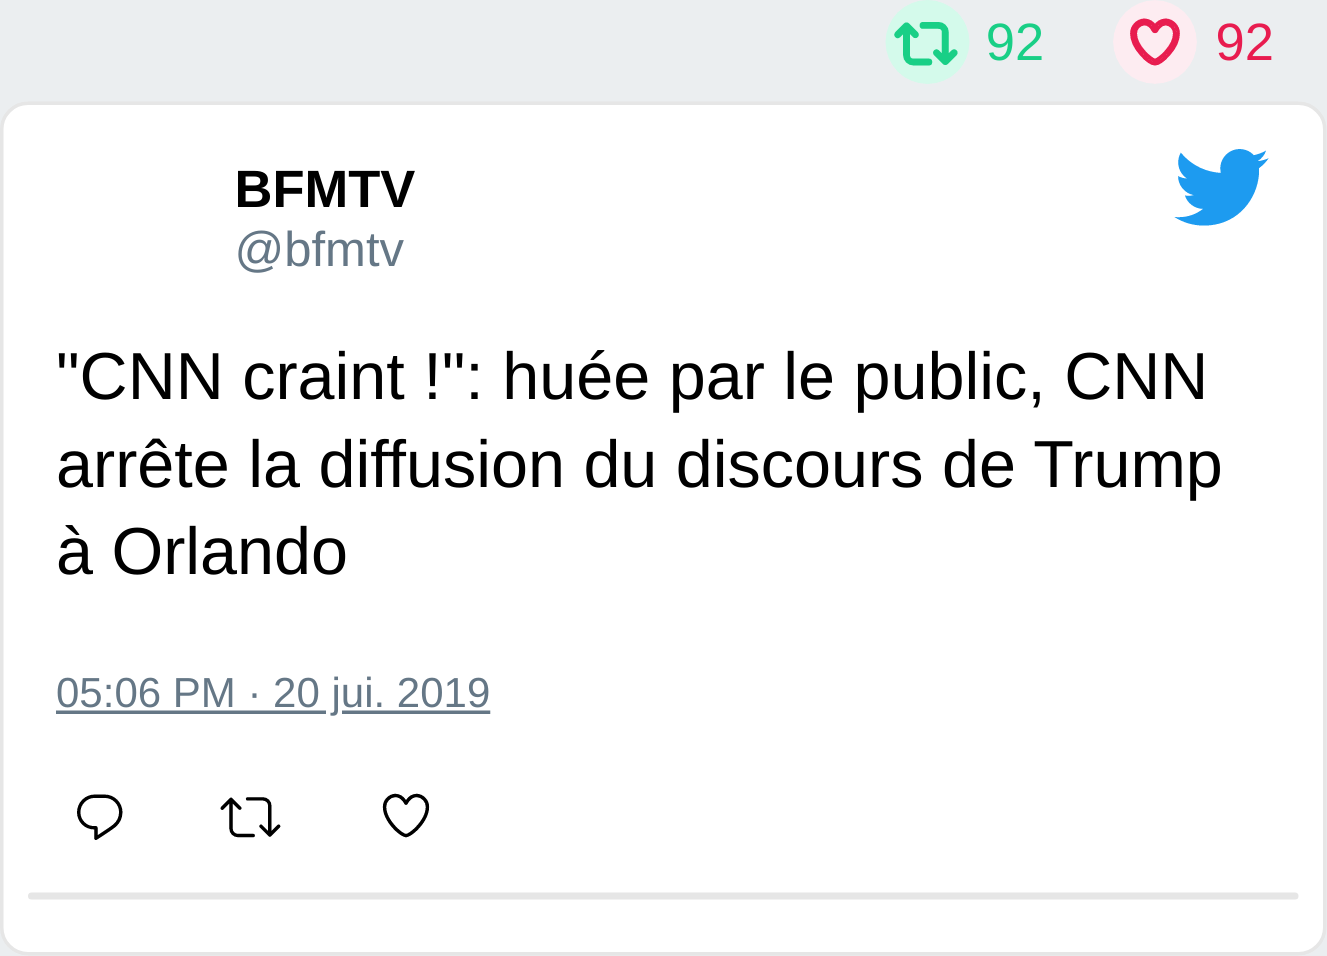 92 92
BFMTV
@bfmtv
"CNN craint !": huée par le public, CNN
arrête la diffusion du discours de Trump
à Orlando
05:06 PM · 20 jui. 2019